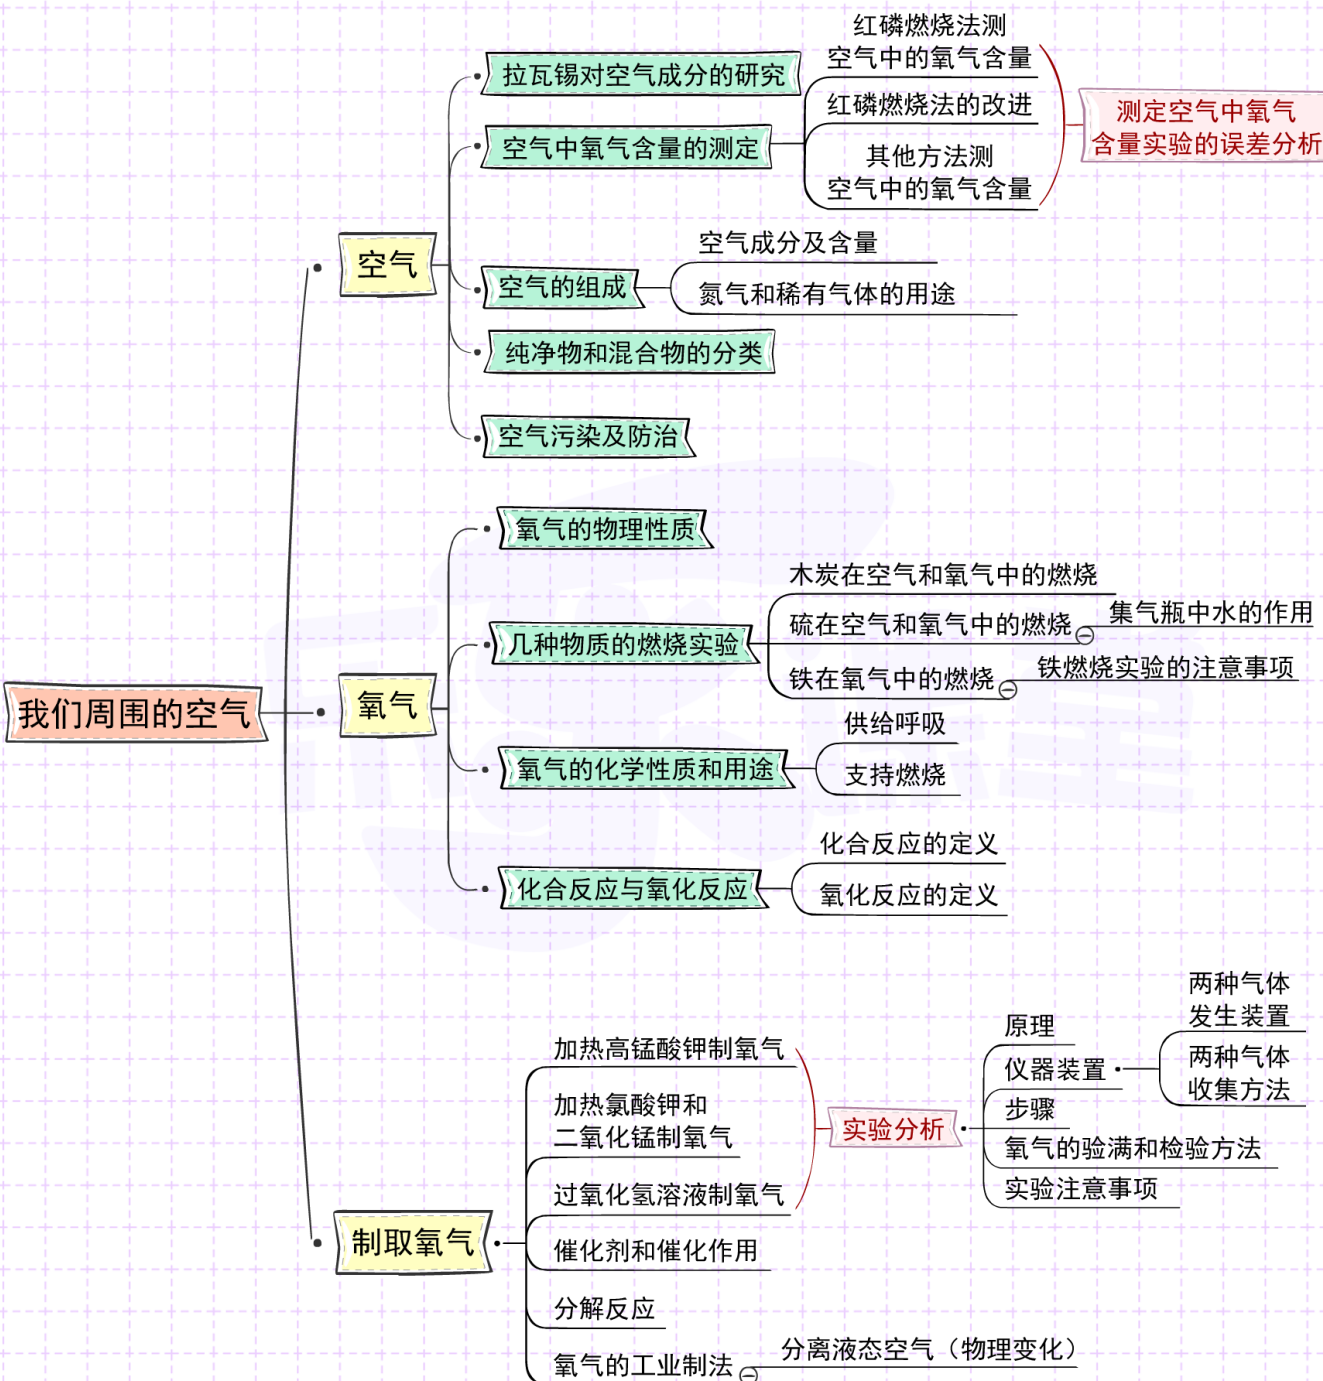 红磷燃烧法测
空气中的氧气含量
拉瓦锡对空气成分的研究
红磷燃烧法的改进
测定空气中氧气
含量实验的误差分析
空气中氧气含量的测定
其他方法测
空气中的氧气含量
空气
空气成分及含量
空气的组成
氮气和稀有气体的用途
纯净物和混合物的分类
空气污染及防治
氧气的物理性质
木炭在空气和氧气中的燃烧
硫在空气和氧气中的燃烧
集气瓶中水的作用
几种物质的燃烧实验
铁在氧气中的燃烧
铁燃烧实验的注意事项
我们周围的空气
氧气
供给呼吸
氧气的化学性质和用途
支持燃烧
化合反应的定义
化合反应与氧化反应
氧化反应的定义
两种气体
发生装置
原理
加热高锰酸钾制氧气
仪器装置
两种气体
收集方法
加热氯酸钾和
二氧化锰制氧气
步骤
实验分析
氧气的验满和检验方法
过氧化氢溶液制氧气
实验注意事项
制取氧气
催化剂和催化作用
分解反应
氧气的工业制法
分离液态空气（物理变化）